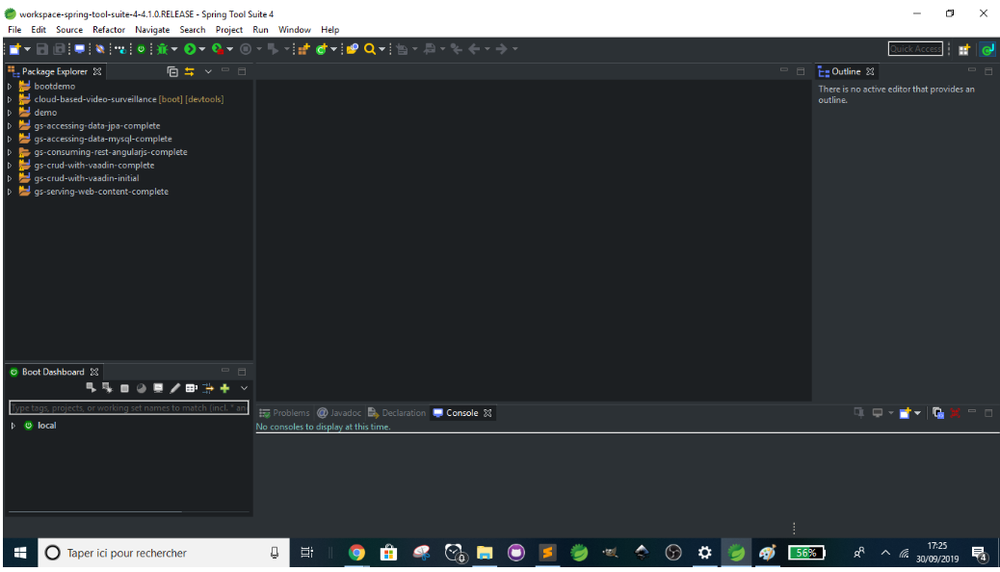 workspace-spring-tool-suite-4-4.1.0.RELEASE - Spring Tool Suite 4
File Edit Source Refactor Navigate Search Project Run Window Help
Quick Access
Package Explorer
bootdemo
cloud-based-video-surveillance [boot] [devtools]
demo
gs-accessing-data-jpa-complete
gs-accessing-data-mysql-complete
gs-consuming-rest-angularjs-complete
gs-crud-with-vaadin-complete
gs-crud-with-vaadin-initial
gs-serving-web-content-complete
Outline
There is no active editor that provides an
outline.
Boot Dashboard
Type tags, projects, or working set names to match (incl. * an
local
Problems @ Javadoc Declaration Console
No consoles to display at this time.
Taper ici pour rechercher
56%
17:25
30/09/2019
4